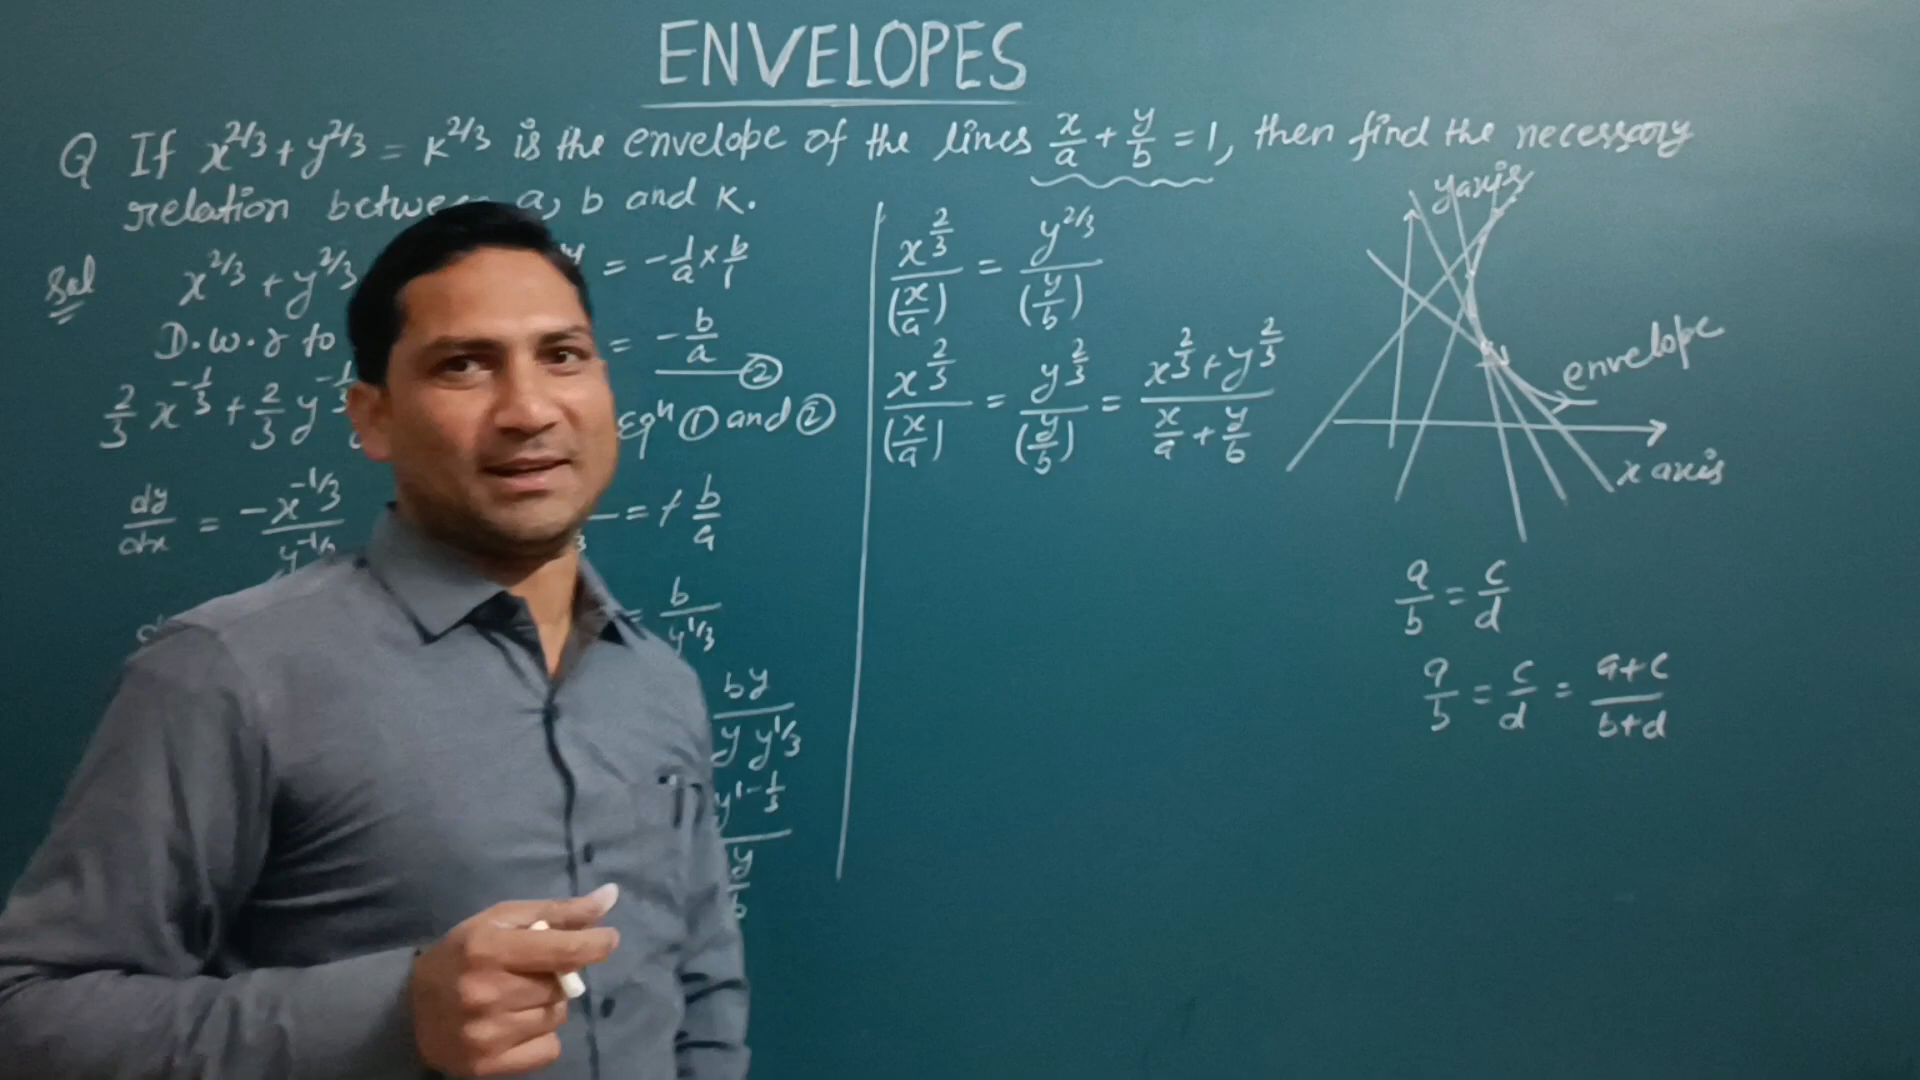 ENVELOPES
Q If x^2/3 + y^2/3 = K^2/3 is the envelope of the lines x/a + y/b = 1, then find the necessary
relation between a, b and K.
Sol x^2/3 + y^2/3
D.w.r to
2/3 x^-1/3 + 2/3 y^-1/3
dy/dx = -x^-1/3 / y^-1/3
= -1/a × b/1
= -b/a ②
Eqn ① and ②
= + b/a
= b/y^1/3
by / y y^1/3
y^1-1/3
y/b
x^2/3 / (x/a) = y^2/3 / (y/b)
x^2/3 / (x/a) = y^2/3 / (y/b) = x^2/3 + y^2/3 / x/a + y/b
y axis
envelope
x axis
a/b = c/d
a/b = c/d = a+c / b+d